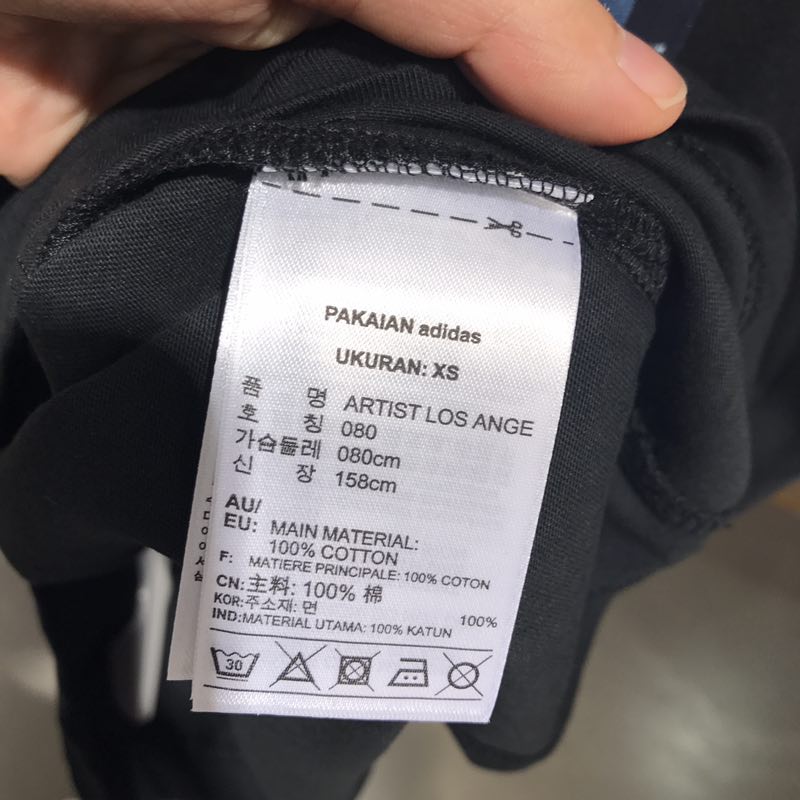 PAKAIAN adidas
UKURAN: XS
품 명 ARTIST LOS ANGE
호 칭 080
가슴둘레 080cm
신 장 158cm
AU/
EU: MAIN MATERIAL:
100% COTTON
F: MATIERE PRINCIPALE: 100% COTON
CN: 主料: 100% 棉
KOR: 주소재: 면 100%
IND: MATERIAL UTAMA: 100% KATUN
30